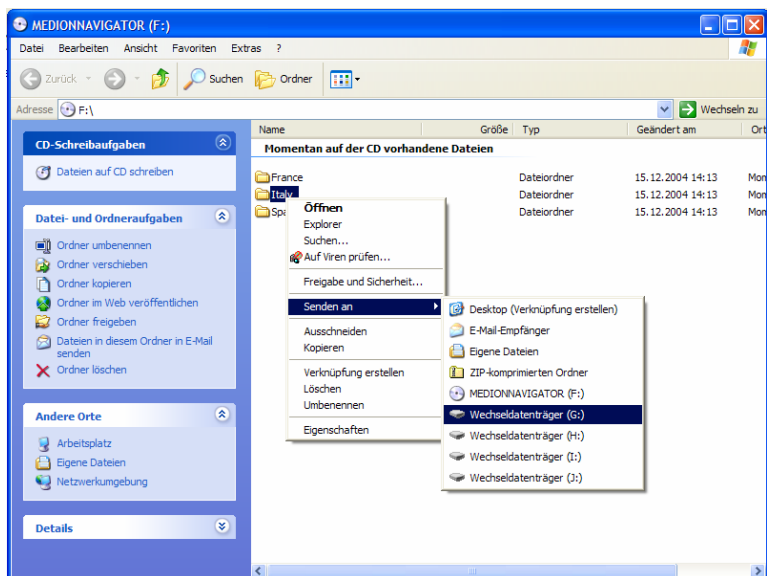 MEDIONNAVIGATOR (F:)
Datei Bearbeiten Ansicht Favoriten Extras ?
Zurück Suchen Ordner
Adresse F:\ Wechseln zu
CD-Schreibaufgaben
Dateien auf CD schreiben
Datei- und Ordneraufgaben
Ordner umbenennen
Ordner verschieben
Ordner kopieren
Ordner im Web veröffentlichen
Ordner freigeben
Dateien in diesem Ordner in E-Mail
senden
Ordner löschen
Andere Orte
Arbeitsplatz
Eigene Dateien
Netzwerkumgebung
Details
Name Größe Typ Geändert am Ort
Momentan auf der CD vorhandene Dateien
France Dateiordner 15.12.2004 14:13 Mon
Italy Dateiordner 15.12.2004 14:13 Mon
Spa Dateiordner 15.12.2004 14:13 Mon
Öffnen
Explorer
Suchen...
Auf Viren prüfen...
Freigabe und Sicherheit...
Senden an
Ausschneiden
Kopieren
Verknüpfung erstellen
Löschen
Umbenennen
Eigenschaften
Desktop (Verknüpfung erstellen)
E-Mail-Empfänger
Eigene Dateien
ZIP-komprimierten Ordner
MEDIONNAVIGATOR (F:)
Wechseldatenträger (G:)
Wechseldatenträger (H:)
Wechseldatenträger (I:)
Wechseldatenträger (J:)